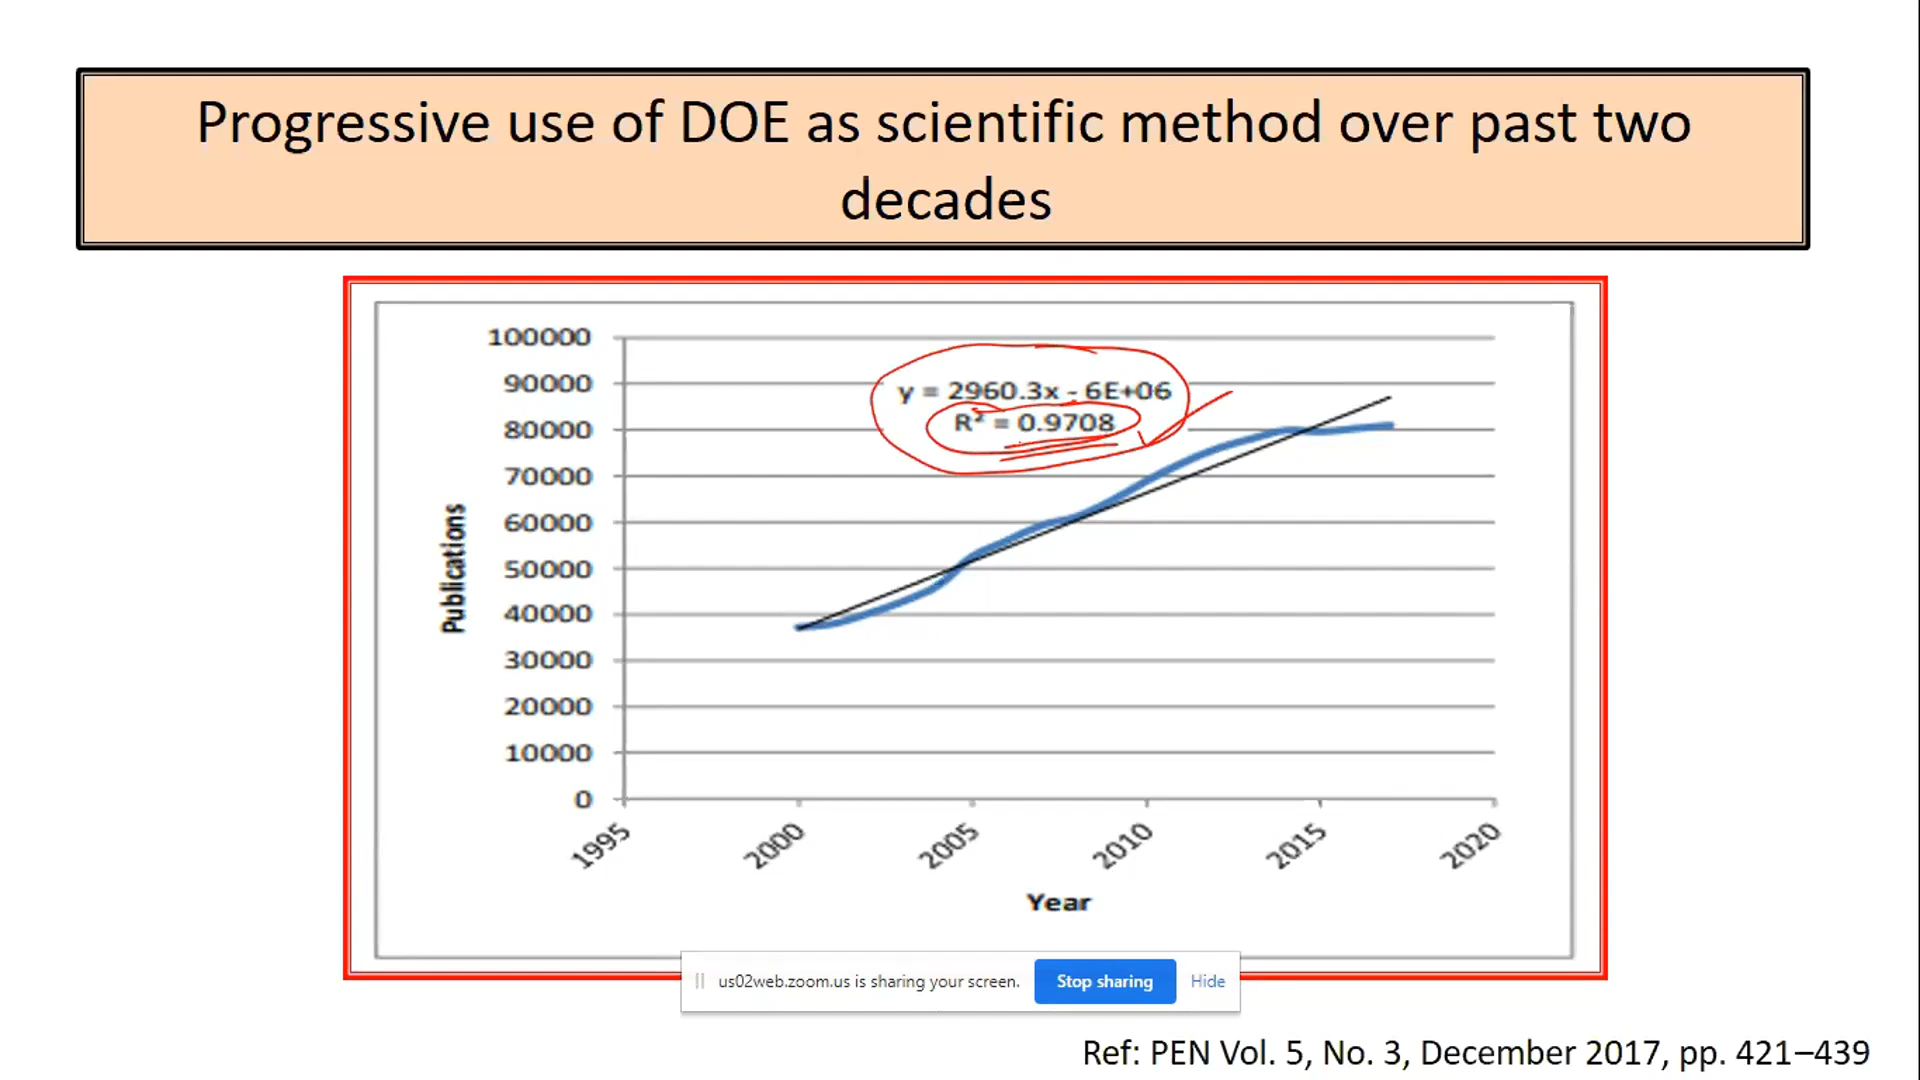 Progressive use of DOE as scientific method over past two
decades
100000
90000
80000
70000
60000
50000
40000
30000
20000
10000
0
Publications
y = 2960.3x - 6E+06
R² = 0.9708
1995
2000
2005
2010
2015
2020
Year
us02web.zoom.us is sharing your screen. Stop sharing Hide
Ref: PEN Vol. 5, No. 3, December 2017, pp. 421–439